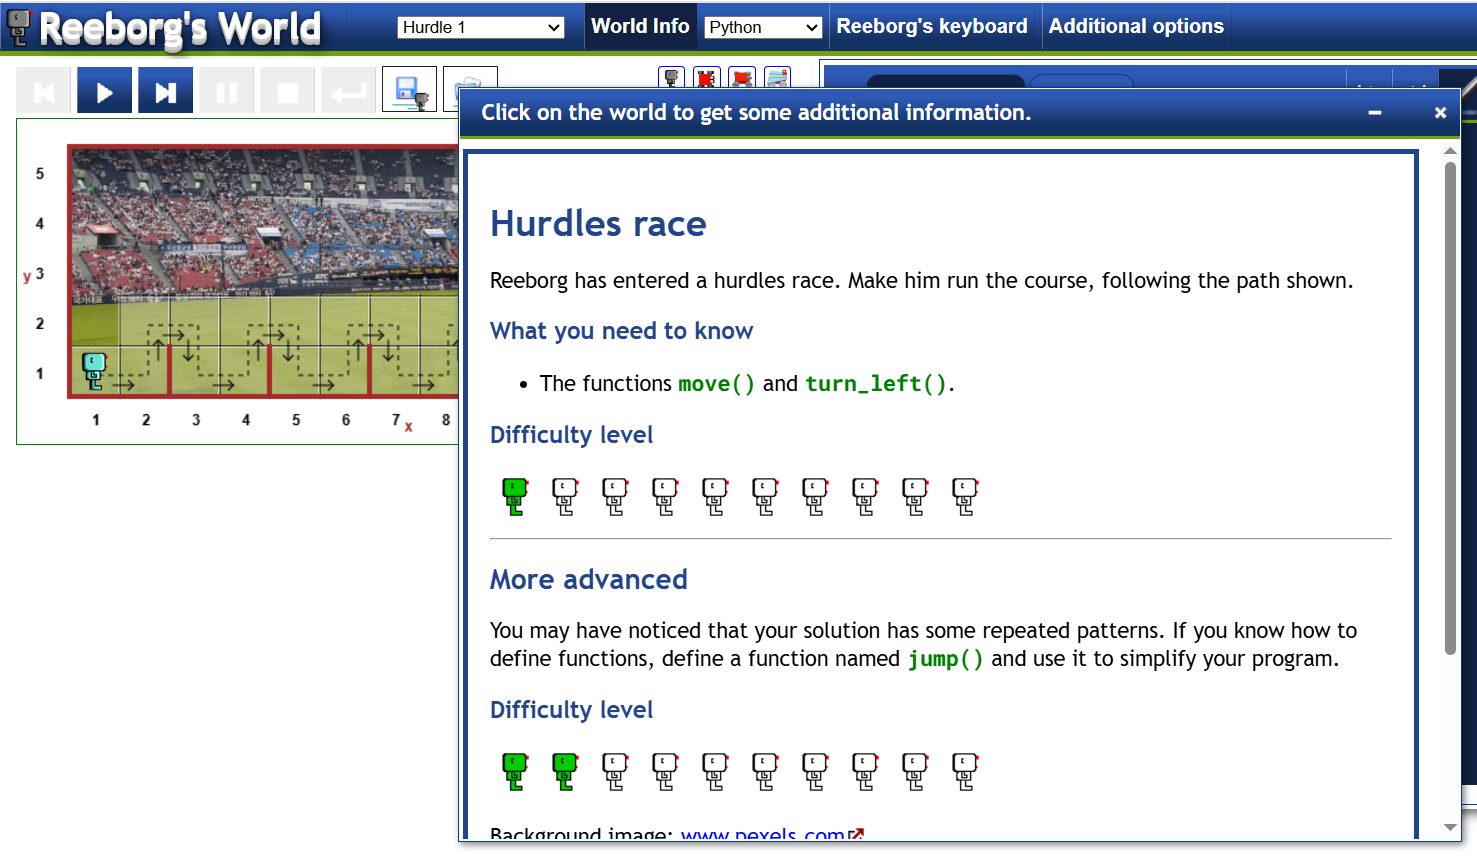 Reeborg's World
Hurdle 1
World Info
Python
Reeborg's keyboard
Additional options
Click on the world to get some additional information.
5
4
y 3
2
1
1 2 3 4 5 6 7 x 8
Hurdles race
Reeborg has entered a hurdles race. Make him run the course, following the path shown.
What you need to know
• The functions move() and turn_left().
Difficulty level
More advanced
You may have noticed that your solution has some repeated patterns. If you know how to
define functions, define a function named jump() and use it to simplify your program.
Difficulty level
Background image: www.pexels.com